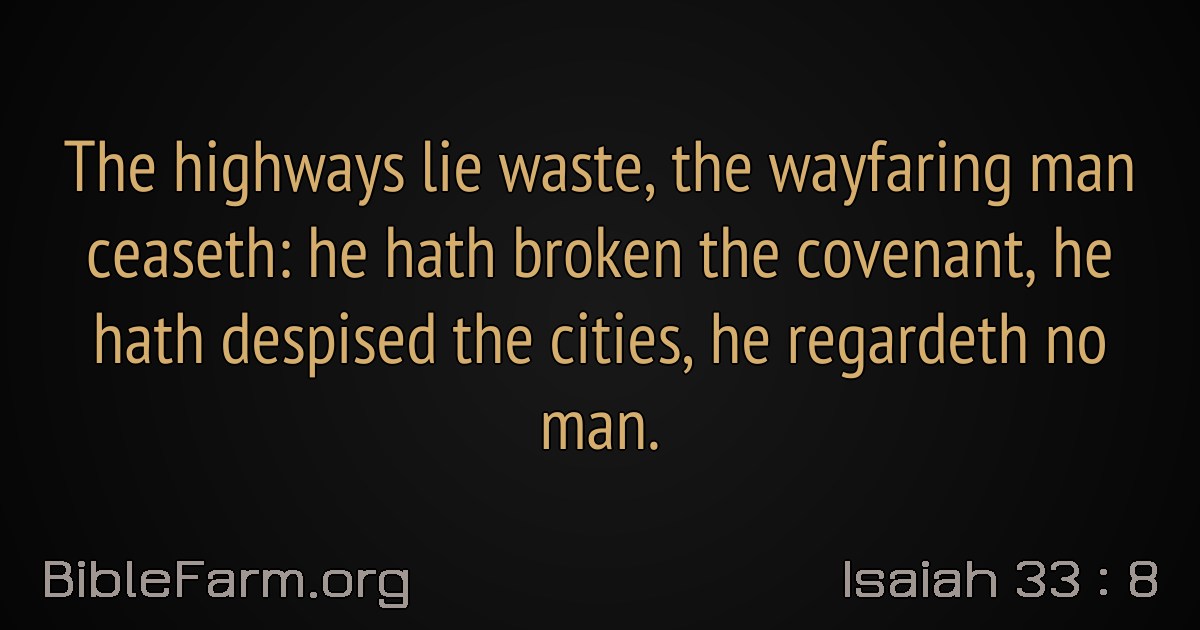 The highways lie waste, the wayfaring man
ceaseth: he hath broken the covenant, he
hath despised the cities, he regardeth no
man.
BibleFarm.org
Isaiah 33 : 8